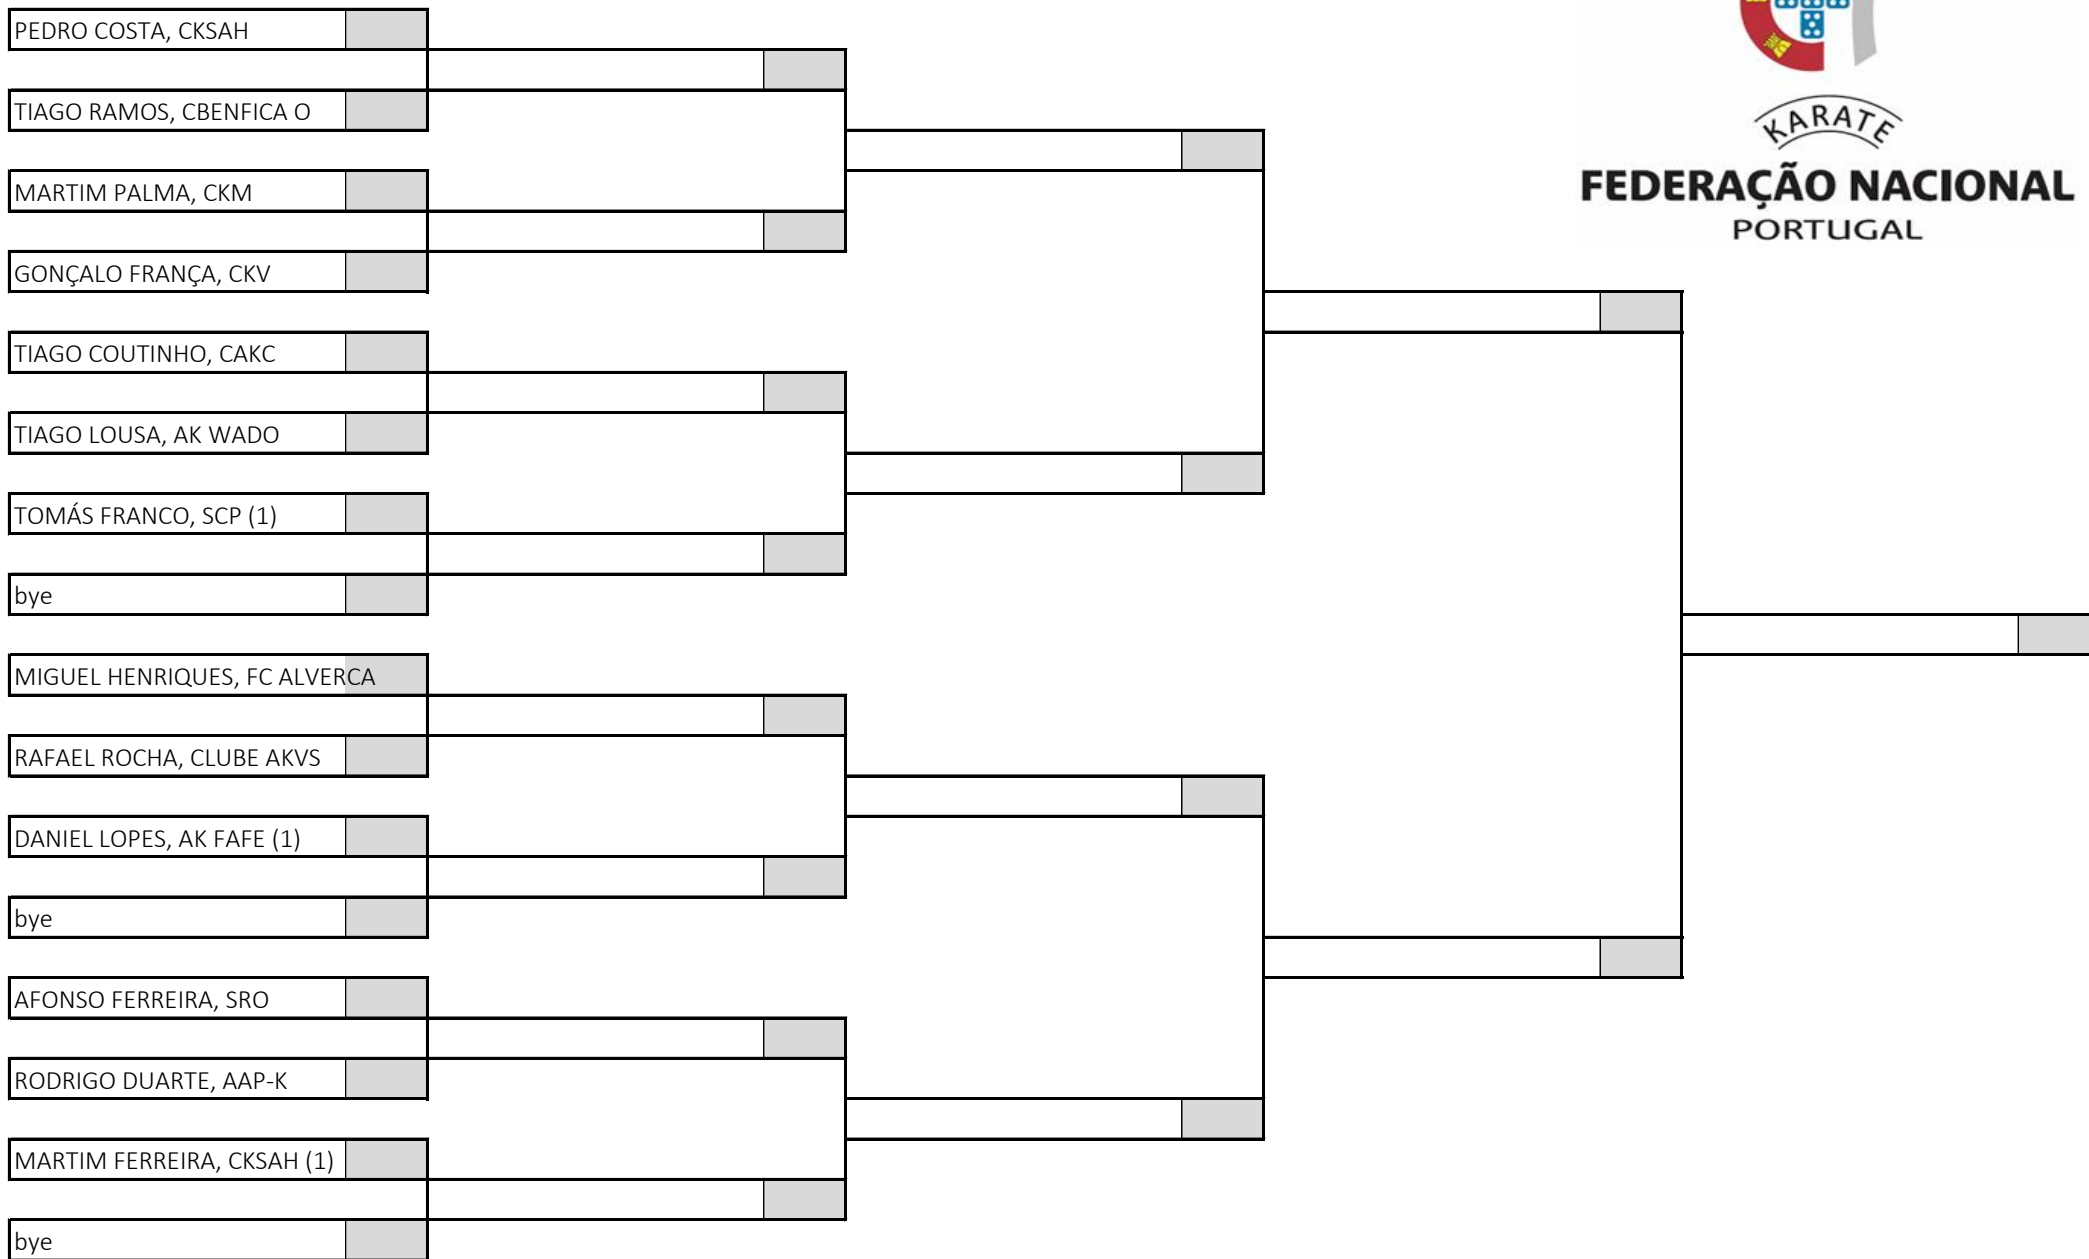 PEDRO COSTA, CKSAH
TIAGO RAMOS, CBENFICA O
MARTIM PALMA, CKM
GONÇALO FRANÇA, CKV
TIAGO COUTINHO, CAKC
TIAGO LOUSA, AK WADO
TOMÁS FRANCO, SCP (1)
bye
MIGUEL HENRIQUES, FC ALVERCA
RAFAEL ROCHA, CLUBE AKVS
DANIEL LOPES, AK FAFE (1)
bye
AFONSO FERREIRA, SRO
RODRIGO DUARTE, AAP-K
MARTIM FERREIRA, CKSAH (1)
bye
KARATE
FEDERAÇÃO NACIONAL
PORTUGAL